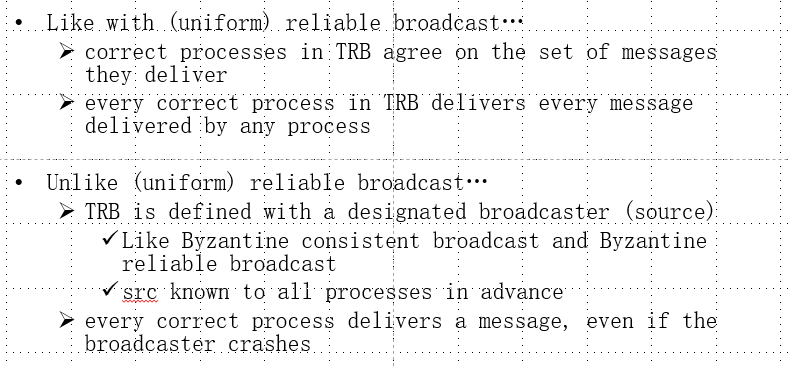 • Like with (uniform) reliable broadcast…
➢ correct processes in TRB agree on the set of messages
they deliver
➢ every correct process in TRB delivers every message
delivered by any process
• Unlike (uniform) reliable broadcast…
➢ TRB is defined with a designated broadcaster (source)
✓Like Byzantine consistent broadcast and Byzantine
reliable broadcast
✓src known to all processes in advance
➢ every correct process delivers a message, even if the
broadcaster crashes